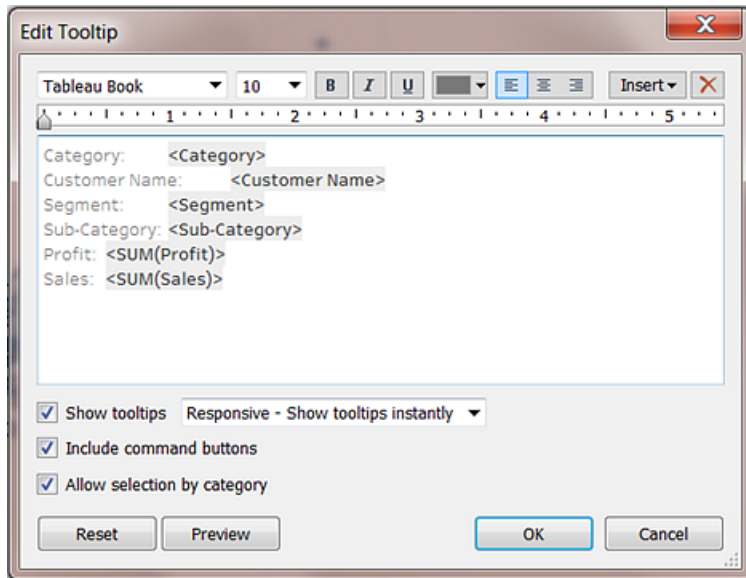 Edit Tooltip
Tableau Book 10 B I U Insert
1 2 3 4 5
Category: <Category>
Customer Name: <Customer Name>
Segment: <Segment>
Sub-Category: <Sub-Category>
Profit: <SUM(Profit)>
Sales: <SUM(Sales)>
Show tooltips Responsive - Show tooltips instantly
Include command buttons
Allow selection by category
Reset Preview OK Cancel